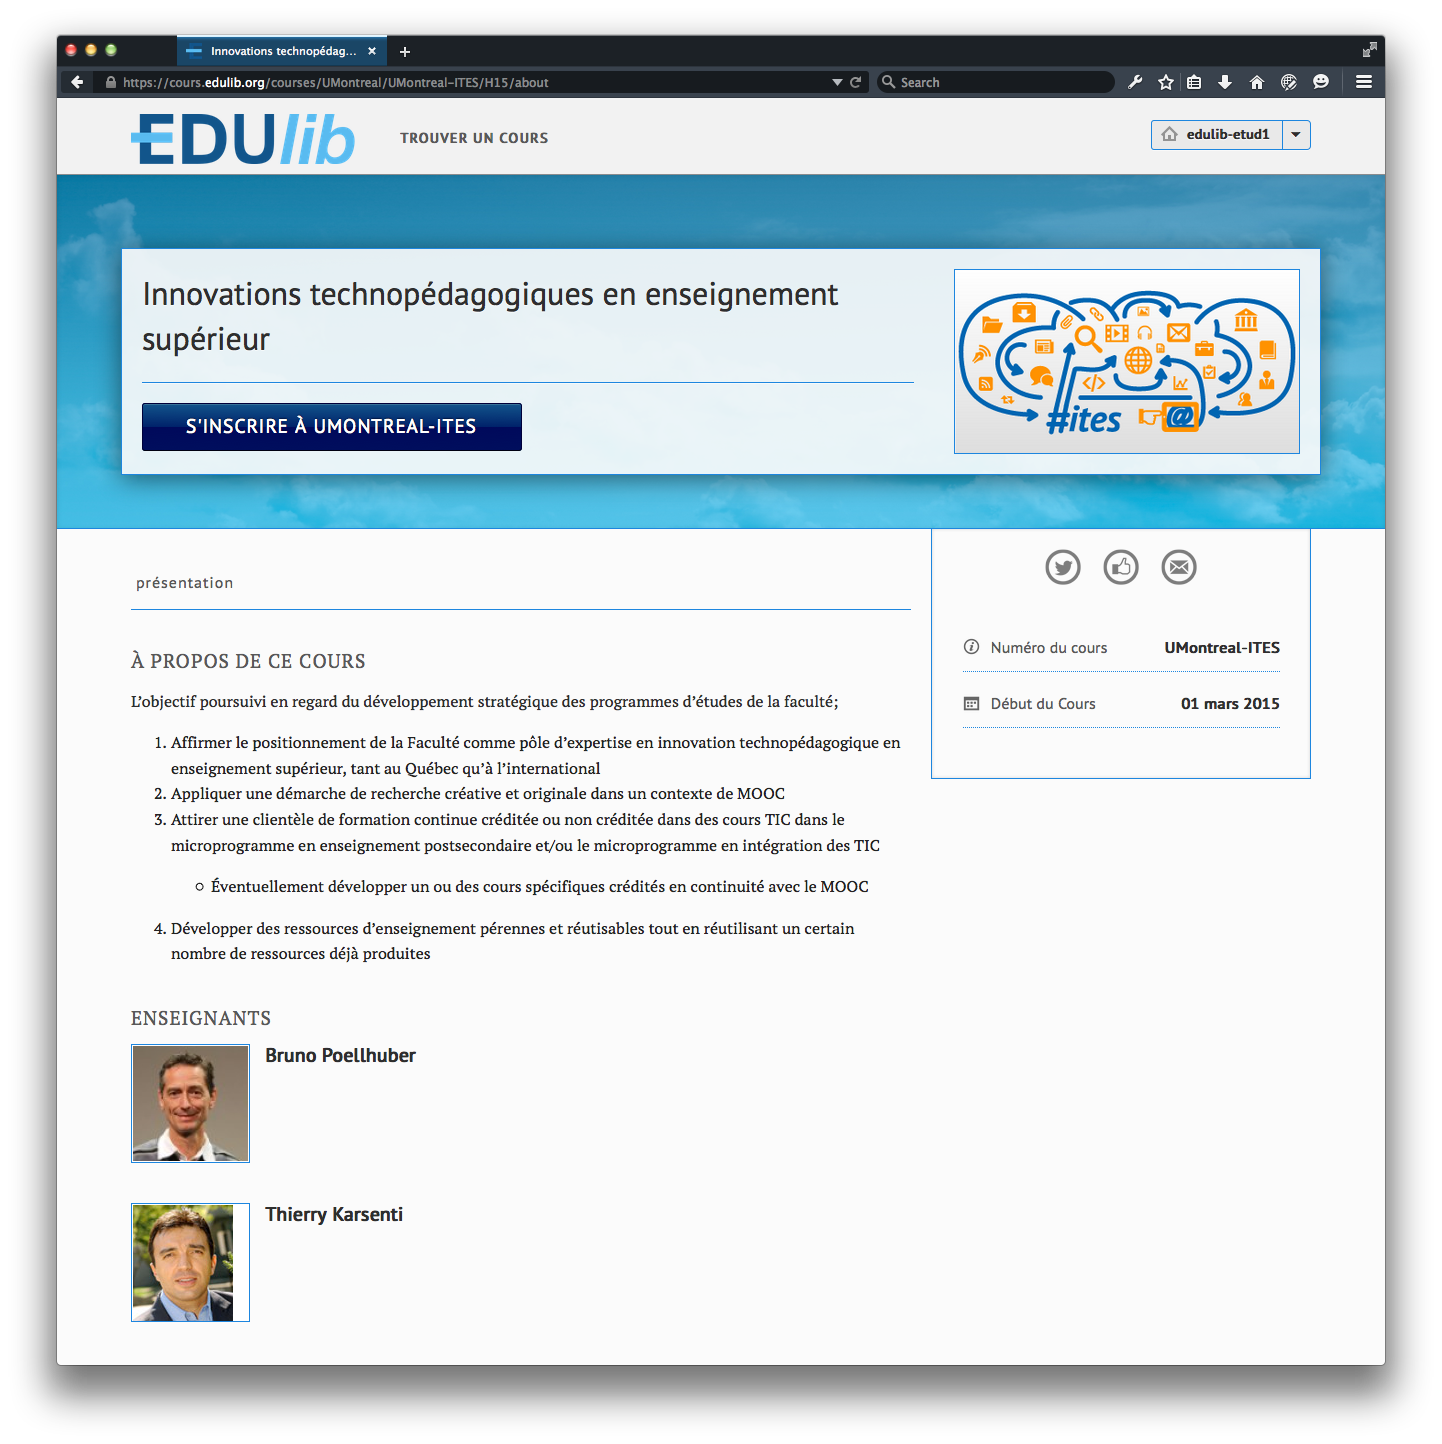 Innovations technopédag...
https://cours.edulib.org/courses/UMontreal/UMontreal-ITES/H15/about
Search
EDUlib
TROUVER UN COURS
edulib-etud1
Innovations technopédagogiques en enseignement
supérieur
S'INSCRIRE À UMONTREAL-ITES
#ites
@
présentation
À PROPOS DE CE COURS
L’objectif poursuivi en regard du développement stratégique des programmes d’études de la faculté;
1. Affirmer le positionnement de la Faculté comme pôle d’expertise en innovation technopédagogique en
enseignement supérieur, tant au Québec qu’à l’international
2. Appliquer une démarche de recherche créative et originale dans un contexte de MOOC
3. Attirer une clientèle de formation continue créditée ou non créditée dans des cours TIC dans le
microprogramme en enseignement postsecondaire et/ou le microprogramme en intégration des TIC
Éventuellement développer un ou des cours spécifiques crédités en continuité avec le MOOC
4. Développer des ressources d’enseignement pérennes et réutisables tout en réutilisant un certain
nombre de ressources déjà produites
Numéro du cours UMontreal-ITES
Début du Cours 01 mars 2015
ENSEIGNANTS
Bruno Poellhuber
Thierry Karsenti